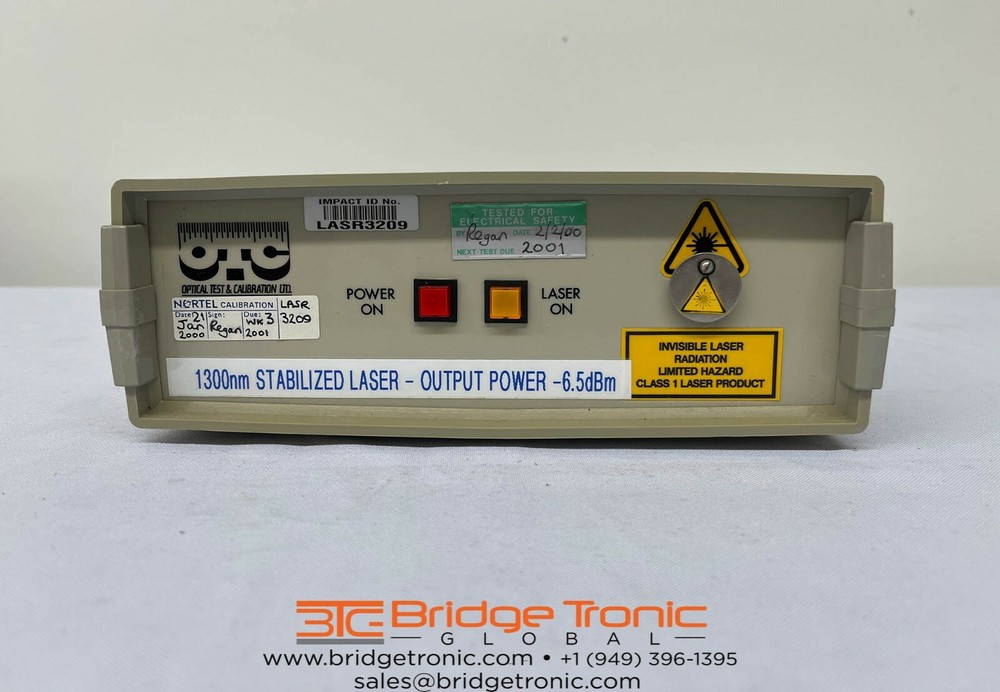 IMPACT ID No.
LASR3209
TESTED FOR
ELECTRICAL SAFETY
BY Regan DATE 2/2/00
NEXT TEST DUE 2001
OTC
OPTICAL TEST & CALIBRATION LTD.
NORTEL CALIBRATION LASR
3209
Date: 21 Jan 2000
Sign: Regan
Due: WK3 2001
POWER
ON
LASER
ON
INVISIBLE LASER
RADIATION
LIMITED HAZARD
CLASS 1 LASER PRODUCT
1300nm STABILIZED LASER - OUTPUT POWER -6.5dBm
BTG Bridge Tronic
GLOBAL
www.bridgetronic.com • +1 (949) 396-1395
sales@bridgetronic.com